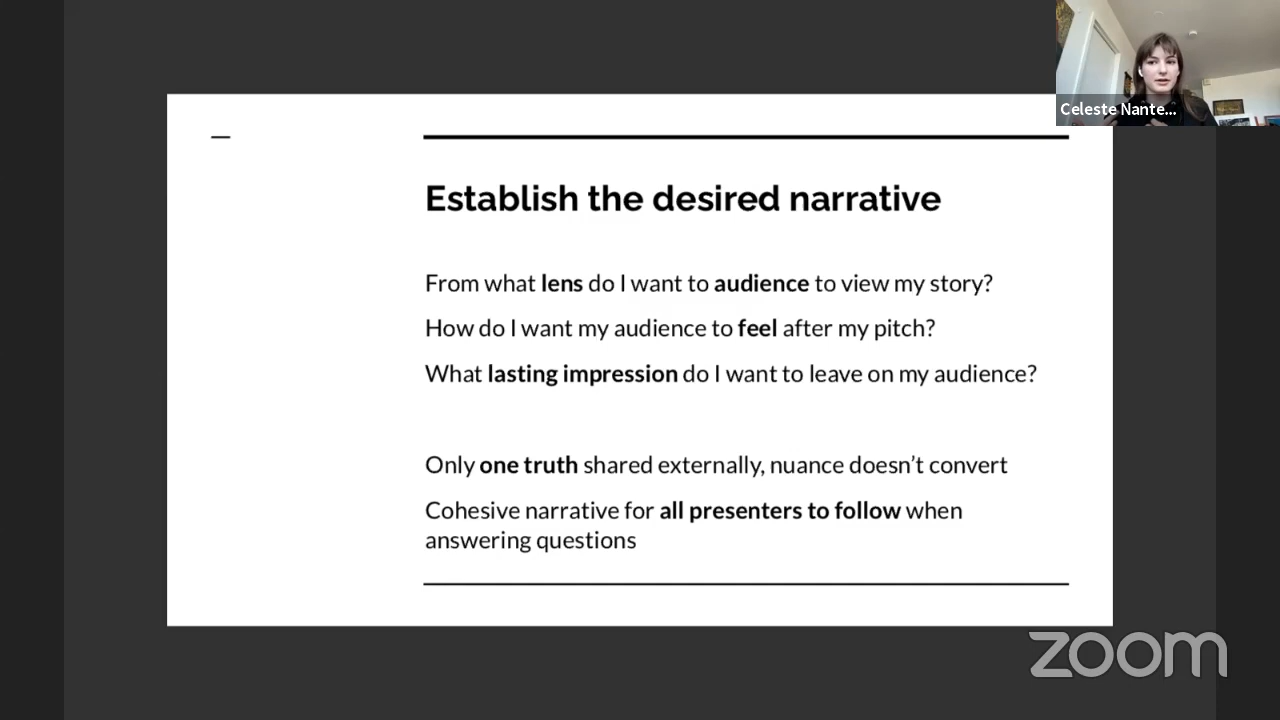 Celeste Nante...
Establish the desired narrative
From what lens do I want to audience to view my story?
How do I want my audience to feel after my pitch?
What lasting impression do I want to leave on my audience?
Only one truth shared externally, nuance doesn’t convert
Cohesive narrative for all presenters to follow when
answering questions
zoom